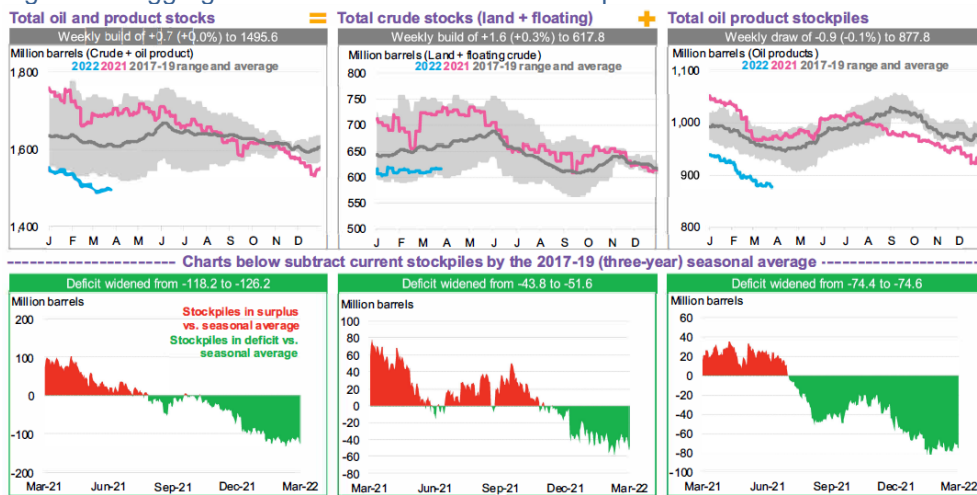 Total oil and product stocks
=
Total crude stocks (land + floating)
+
Total oil product stockpiles
Weekly build of +0.7 (+0.0%) to 1495.6
Weekly build of +1.6 (+0.3%) to 617.8
Weekly draw of -0.9 (-0.1%) to 877.8
Million barrels (Crude + oil product)
2022 2021 2017-19 range and average
1,800
1,600
1,400
J F M A M J J A S O N D
Million barrels (Land + floating crude)
2022 2021 2017-19 range and average
800
750
700
650
600
550
500
J F M A M J J A S O N D
Million barrels (Oil products)
2022 2021 2017-19 range and average
1,100
1,000
900
800
J F M A M J J A S O N D
Charts below subtract current stockpiles by the 2017-19 (three-year) seasonal average
Deficit widened from -118.2 to -126.2
Million barrels
Stockpiles in surplus
vs. seasonal average
Stockpiles in deficit vs.
seasonal average
200
100
0
-100
-200
Mar-21 Jun-21 Sep-21 Dec-21 Mar-22
Deficit widened from -43.8 to -51.6
Million barrels
100
80
60
40
20
0
-20
-40
-60
-80
Mar-21 Jun-21 Sep-21 Dec-21 Mar-22
Deficit widened from -74.4 to -74.6
Million barrels
60
40
20
0
-20
-40
-60
-80
-100
Mar-21 Jun-21 Sep-21 Dec-21 Mar-22